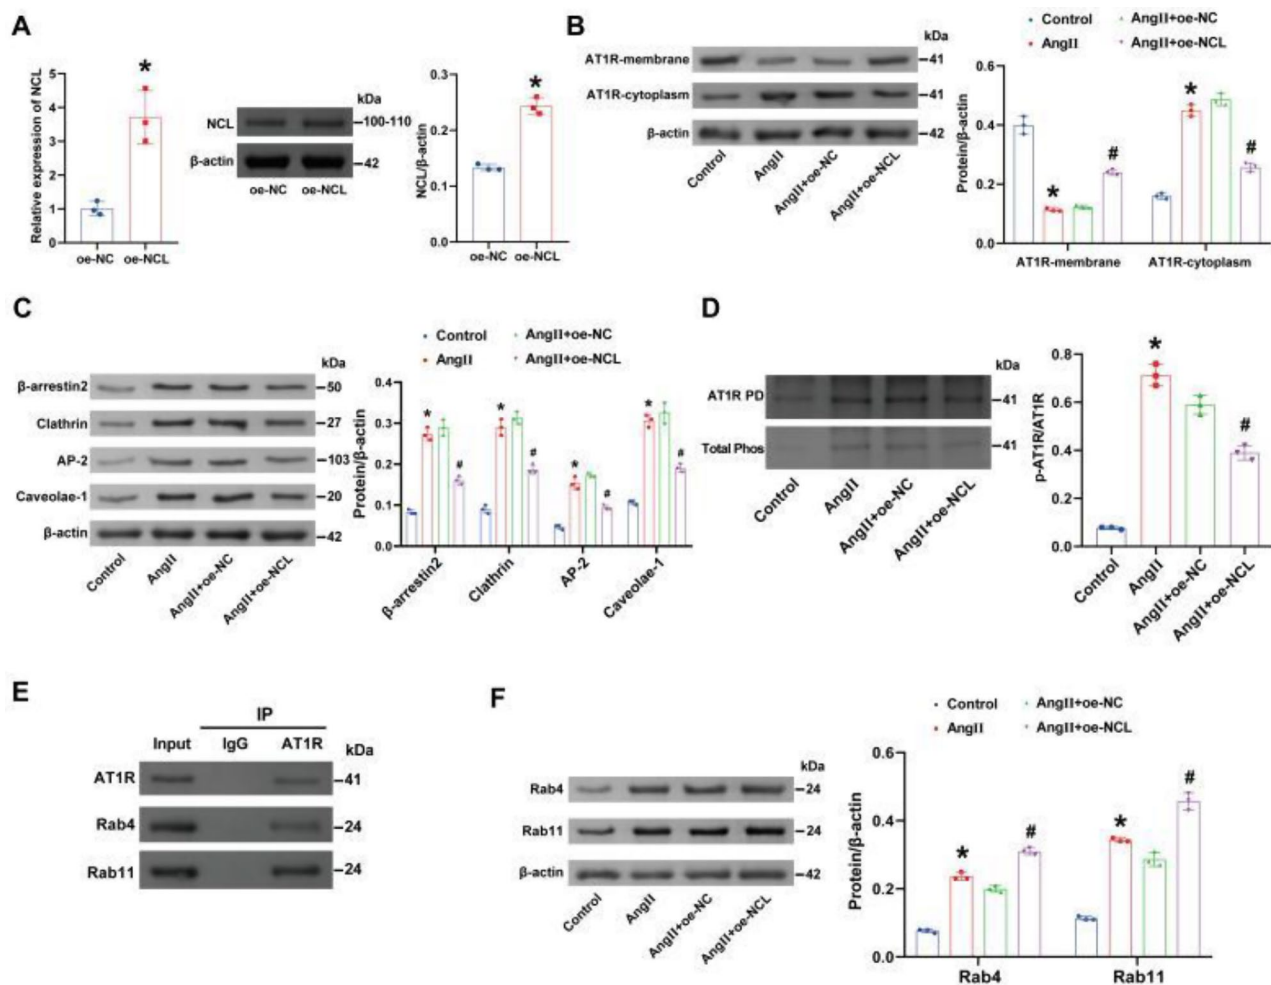 A
Relative expression of NCL
5
4
3
2
1
0
oe-NC oe-NCL
*
kDa
NCL 100-110
β-actin 42
oe-NC oe-NCL
NCL/β-actin
0.3
0.2
0.1
0.0
*
oe-NC oe-NCL
B
kDa
AT1R-membrane 41
AT1R-cytoplasm 41
β-actin 42
Control AngII AngII+oe-NC AngII+oe-NCL
Control AngII+oe-NC
AngII AngII+oe-NCL
Protein/β-actin
0.6
0.4
0.2
0.0
* # * #
AT1R-membrane AT1R-cytoplasm
C
kDa
β-arrestin2 50
Clathrin 27
AP-2 103
Caveolae-1 20
β-actin 42
Control AngII AngII+oe-NC AngII+oe-NCL
Control AngII+oe-NC
AngII AngII+oe-NCL
Protein/β-actin
0.4
0.3
0.2
0.1
0.0
* # * # * # * #
β-arrestin2 Clathrin AP-2 Caveolae-1
D
kDa
AT1R PD 41
Total Phos 41
Control AngII AngII+oe-NC AngII+oe-NCL
p-AT1R/AT1R
0.8
0.6
0.4
0.2
0.0
* #
Control AngII AngII+oe-NC AngII+oe-NCL
E
IP
Input IgG AT1R kDa
AT1R 41
Rab4 24
Rab11 24
F
kDa
Rab4 24
Rab11 24
β-actin 42
Control AngII AngII+oe-NC AngII+oe-NCL
Control AngII+oe-NC
AngII AngII+oe-NCL
Protein/β-actin
0.6
0.4
0.2
0.0
* # * #
Rab4 Rab11